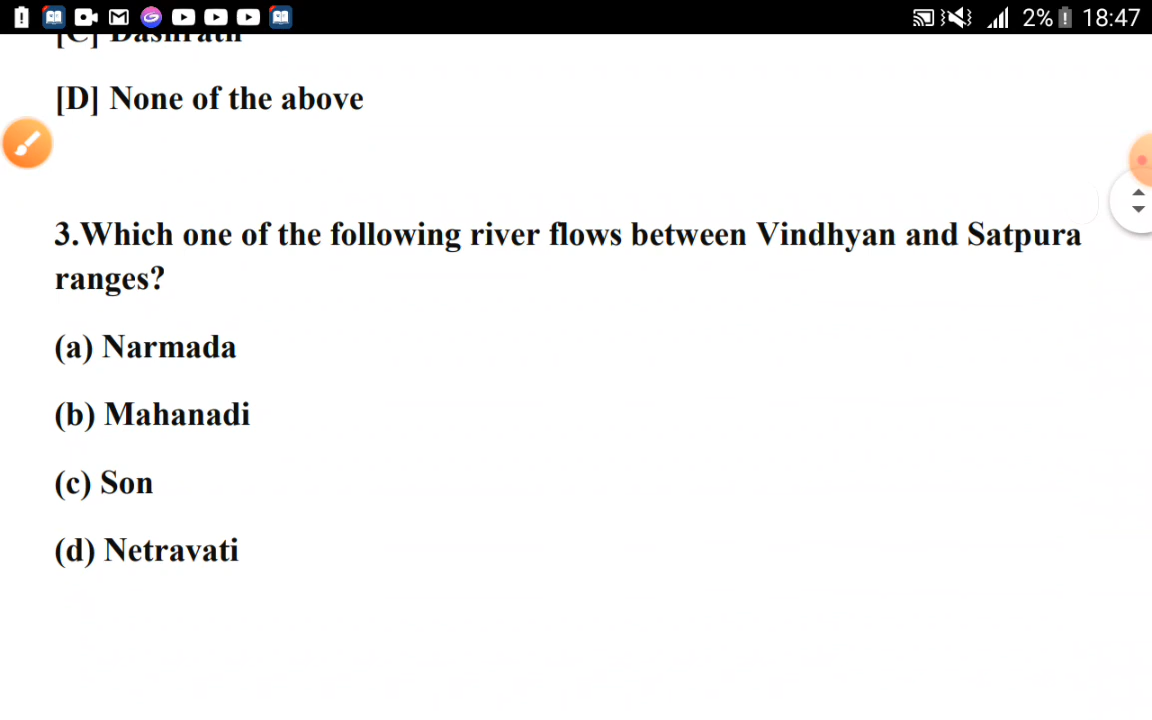 2% 18:47
[C] Dashrath
[D] None of the above
3.Which one of the following river flows between Vindhyan and Satpura
ranges?
(a) Narmada
(b) Mahanadi
(c) Son
(d) Netravati